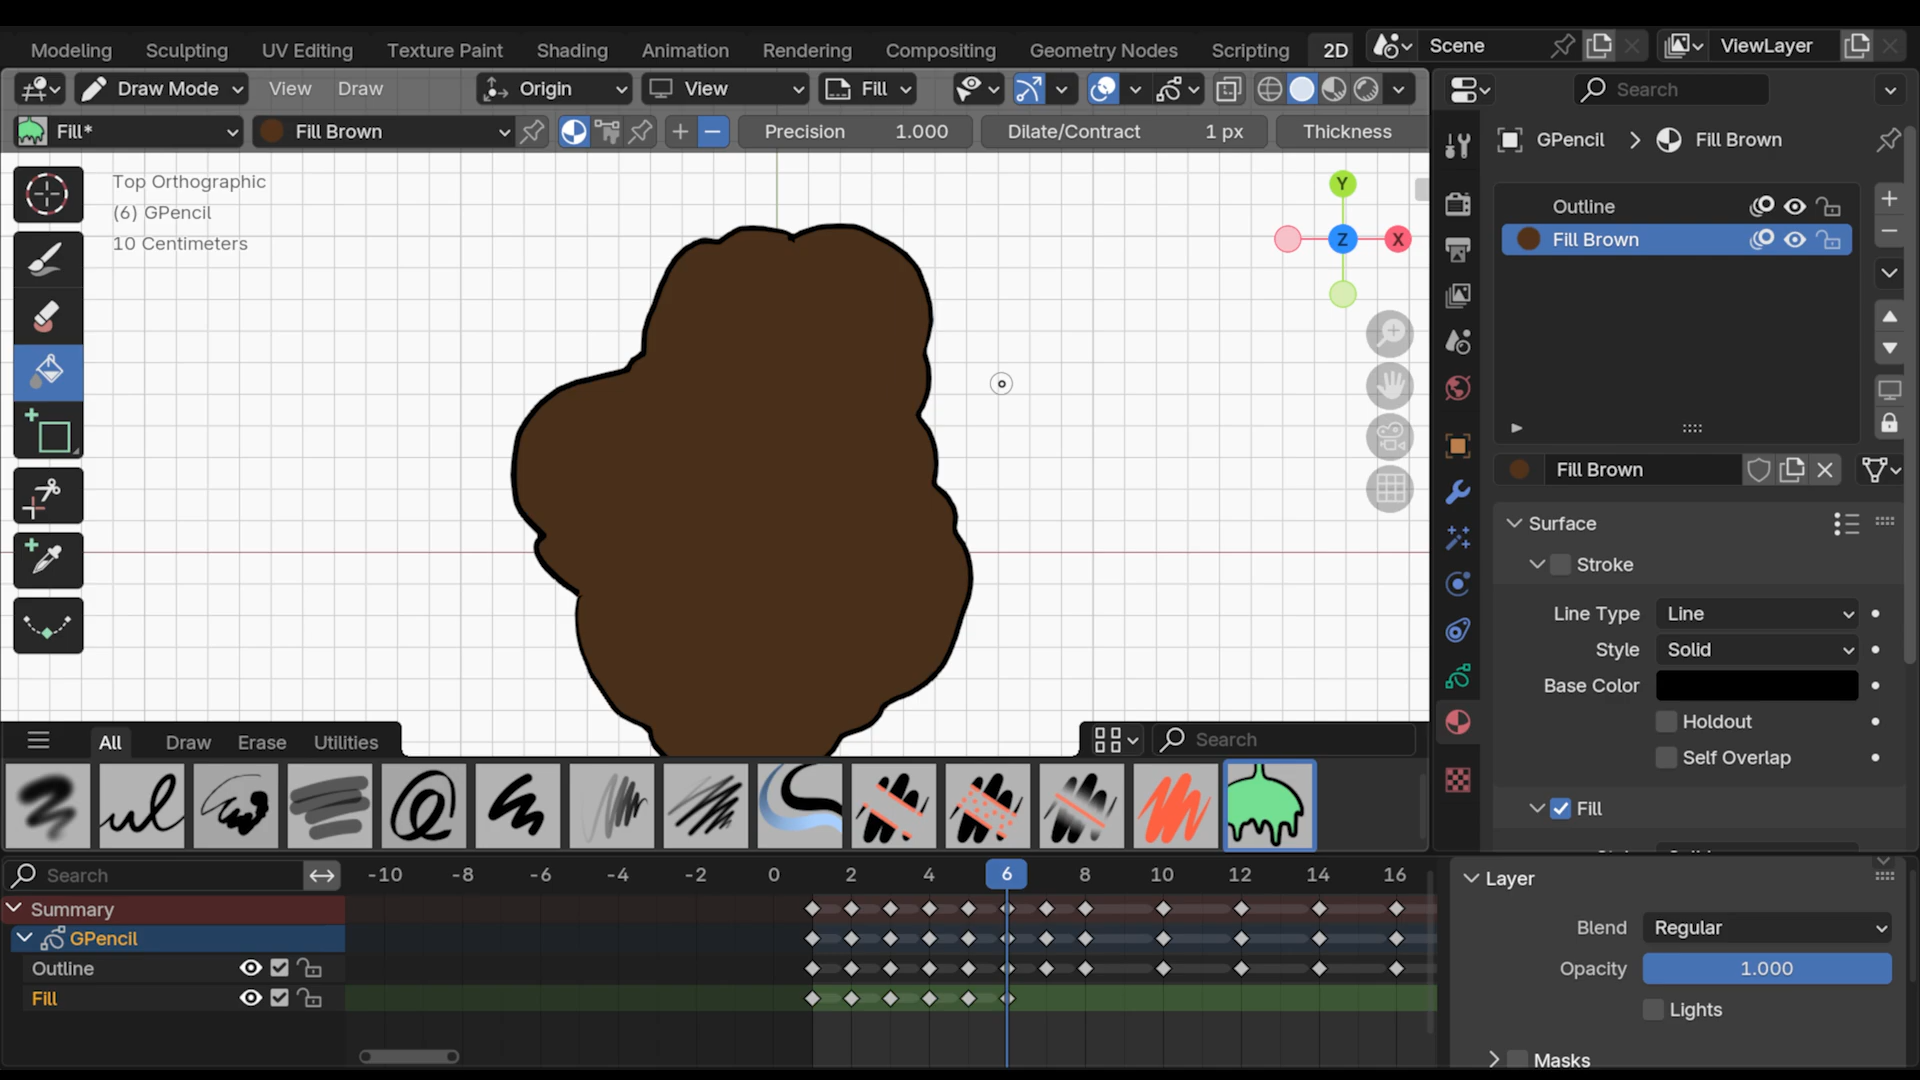 Modeling Sculpting UV Editing Texture Paint Shading Animation Rendering Compositing Geometry Nodes Scripting 2D Scene ViewLayer
Draw Mode View Draw Origin View Fill Search
Fill* Fill Brown Precision 1.000 Dilate/Contract 1 px Thickness
GPencil Fill Brown
Top Orthographic
(6) GPencil
10 Centimeters
Y
X
Z
Outline
Fill Brown
Fill Brown
Surface
Stroke
Line Type Line
Style Solid
Base Color
Holdout
Self Overlap
Fill
All Draw Erase Utilities Search
Search -10 -8 -6 -4 -2 0 2 4 6 8 10 12 14 16
Summary
GPencil
Outline
Fill
Layer
Blend Regular
Opacity 1.000
Lights
Masks